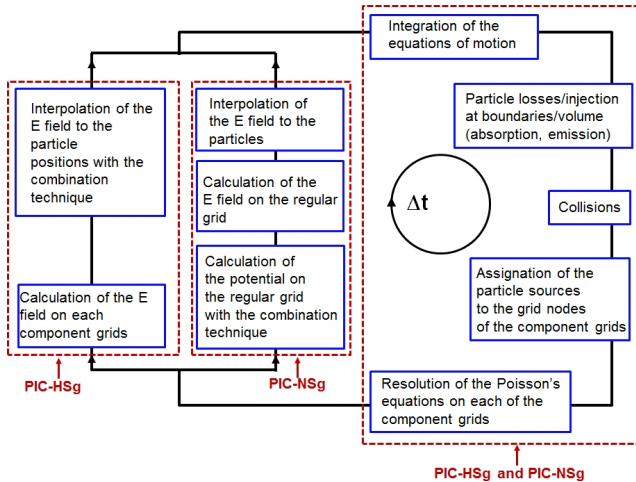 Integration of the
equations of motion
Interpolation of the
E field to the
particle
positions with the
combination
technique
Interpolation of
the E field to the
particles
Particle losses/injection
at boundaries/volume
(absorption, emission)
Calculation of the
E field on the regular
grid
Δt
Collisions
Calculation of
the potential on
the regular grid
with the combination
technique
Assignation of the
particle sources
to the grid nodes
of the component grids
Calculation of the E
field on each
component grids
Resolution of the Poisson's
equations on each of the
component grids
PIC-HSg
PIC-NSg
PIC-HSg and PIC-NSg